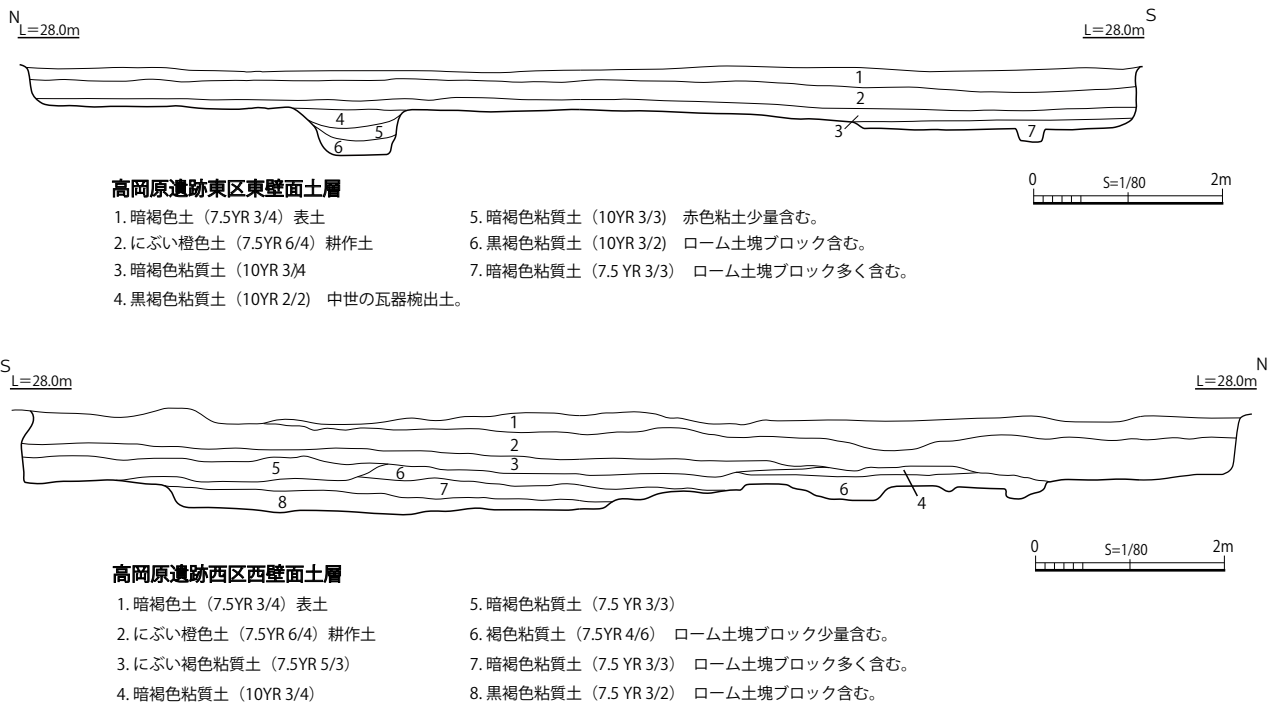 N
L＝28.0m
S
L＝28.0m
1
2
3
4
5
6
7
0 S=1/80 2m
高岡原遺跡東区東壁面土層
1. 暗褐色土（7.5YR 3/4）表土
2. にぶい橙色土（7.5YR 6/4）耕作土
3. 暗褐色粘質土（10YR 3/4
4. 黒褐色粘質土（10YR 2/2） 中世の瓦器椀出土。
5. 暗褐色粘質土（10YR 3/3） 赤色粘土少量含む。
6. 黒褐色粘質土（10YR 3/2） ローム土塊ブロック含む。
7. 暗褐色粘質土（7.5 YR 3/3） ローム土塊ブロック多く含む。
S
L＝28.0m
N
L＝28.0m
1
2
3
5
6
7
8
6
4
0 S=1/80 2m
高岡原遺跡西区西壁面土層
1. 暗褐色土（7.5YR 3/4）表土
2. にぶい橙色土（7.5YR 6/4）耕作土
3. にぶい褐色粘質土（7.5YR 5/3）
4. 暗褐色粘質土（10YR 3/4）
5. 暗褐色粘質土（7.5 YR 3/3）
6. 褐色粘質土（7.5YR 4/6） ローム土塊ブロック少量含む。
7. 暗褐色粘質土（7.5 YR 3/3） ローム土塊ブロック多く含む。
8. 黒褐色粘質土（7.5 YR 3/2） ローム土塊ブロック含む。